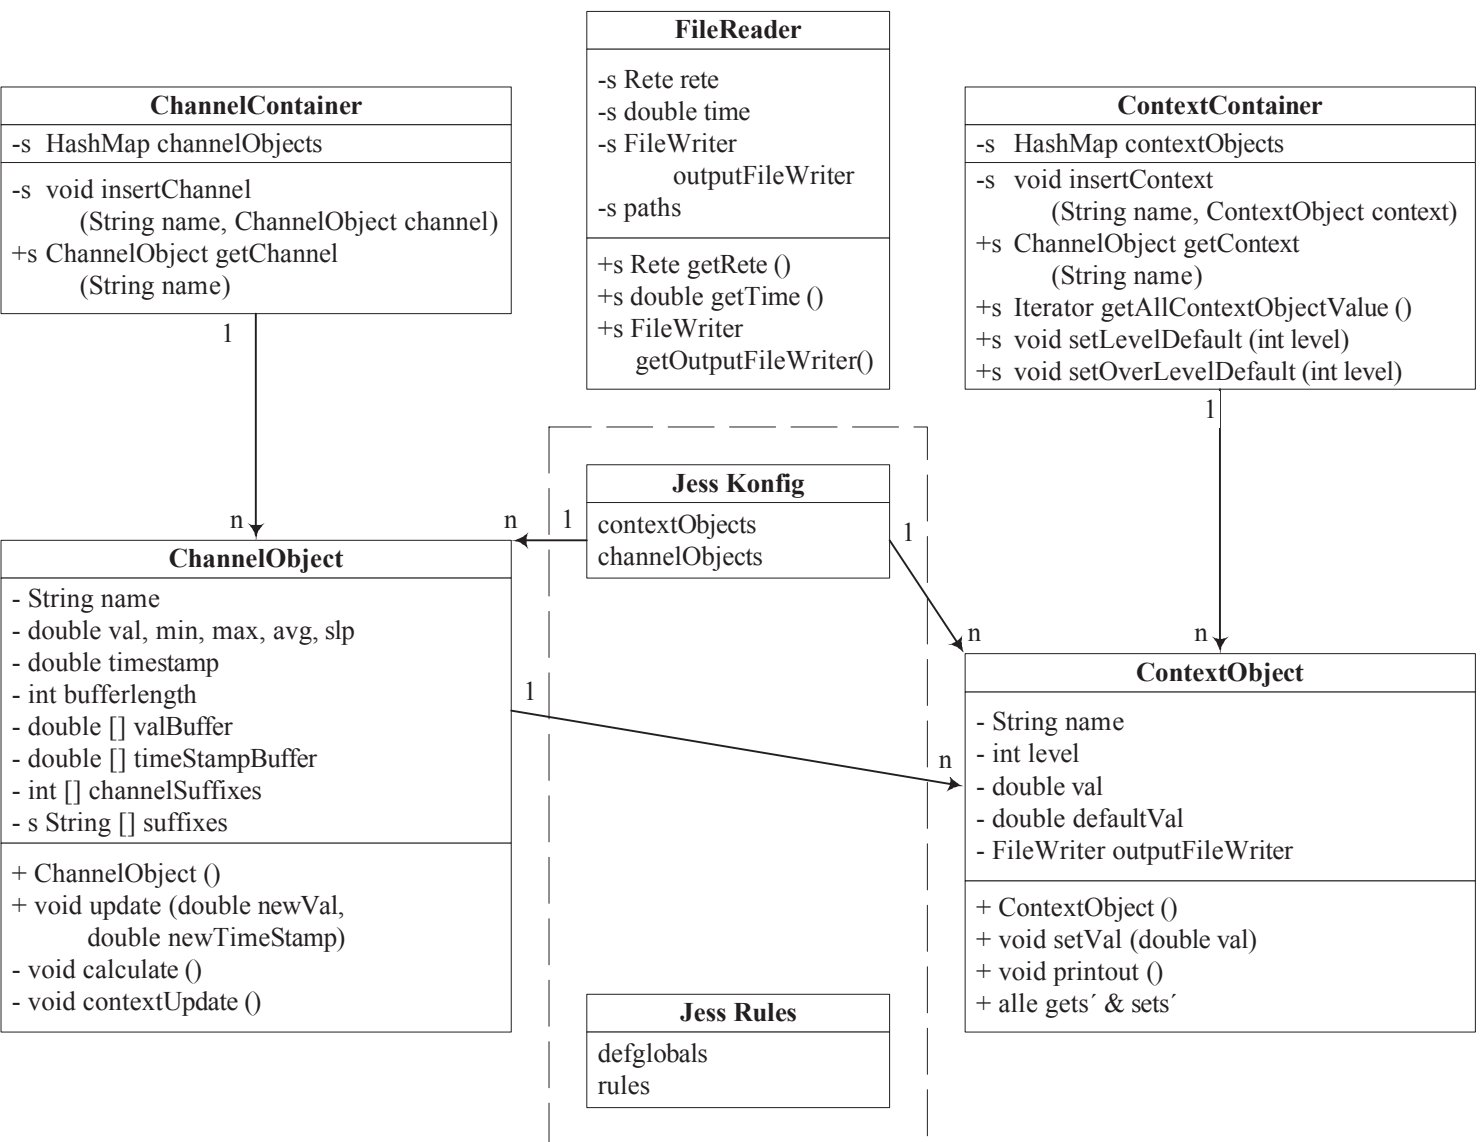 FileReader
-s Rete rete
-s double time
-s FileWriter
outputFileWriter
-s paths
+s Rete getRete ()
+s double getTime ()
+s FileWriter
getOutputFileWriter()
ChannelContainer
-s HashMap channelObjects
-s void insertChannel
(String name, ChannelObject channel)
+s ChannelObject getChannel
(String name)
1
n
ContextContainer
-s HashMap contextObjects
-s void insertContext
(String name, ContextObject context)
+s ChannelObject getContext
(String name)
+s Iterator getAllContextObjectValue ()
+s void setLevelDefault (int level)
+s void setOverLevelDefault (int level)
1
n
Jess Konfig
contextObjects
channelObjects
1
n
1
n
ChannelObject
- String name
- double val, min, max, avg, slp
- double timestamp
- int bufferlength
- double [] valBuffer
- double [] timeStampBuffer
- int [] channelSuffixes
- s String [] suffixes
+ ChannelObject ()
+ void update (double newVal,
double newTimeStamp)
- void calculate ()
- void contextUpdate ()
1
n
ContextObject
- String name
- int level
- double val
- double defaultVal
- FileWriter outputFileWriter
+ ContextObject ()
+ void setVal (double val)
+ void printout ()
+ alle gets´ & sets´
Jess Rules
defglobals
rules